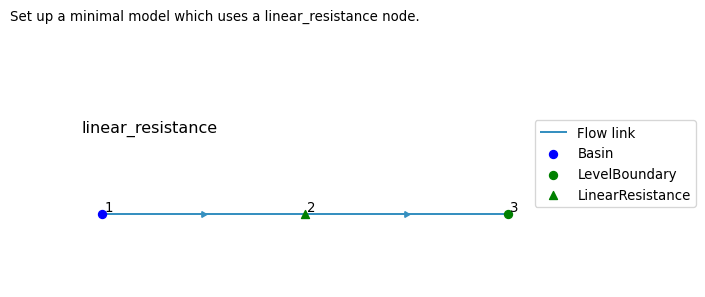 Set up a minimal model which uses a linear_resistance node.
linear_resistance
Flow link
Basin
LevelBoundary
LinearResistance
1
2
3